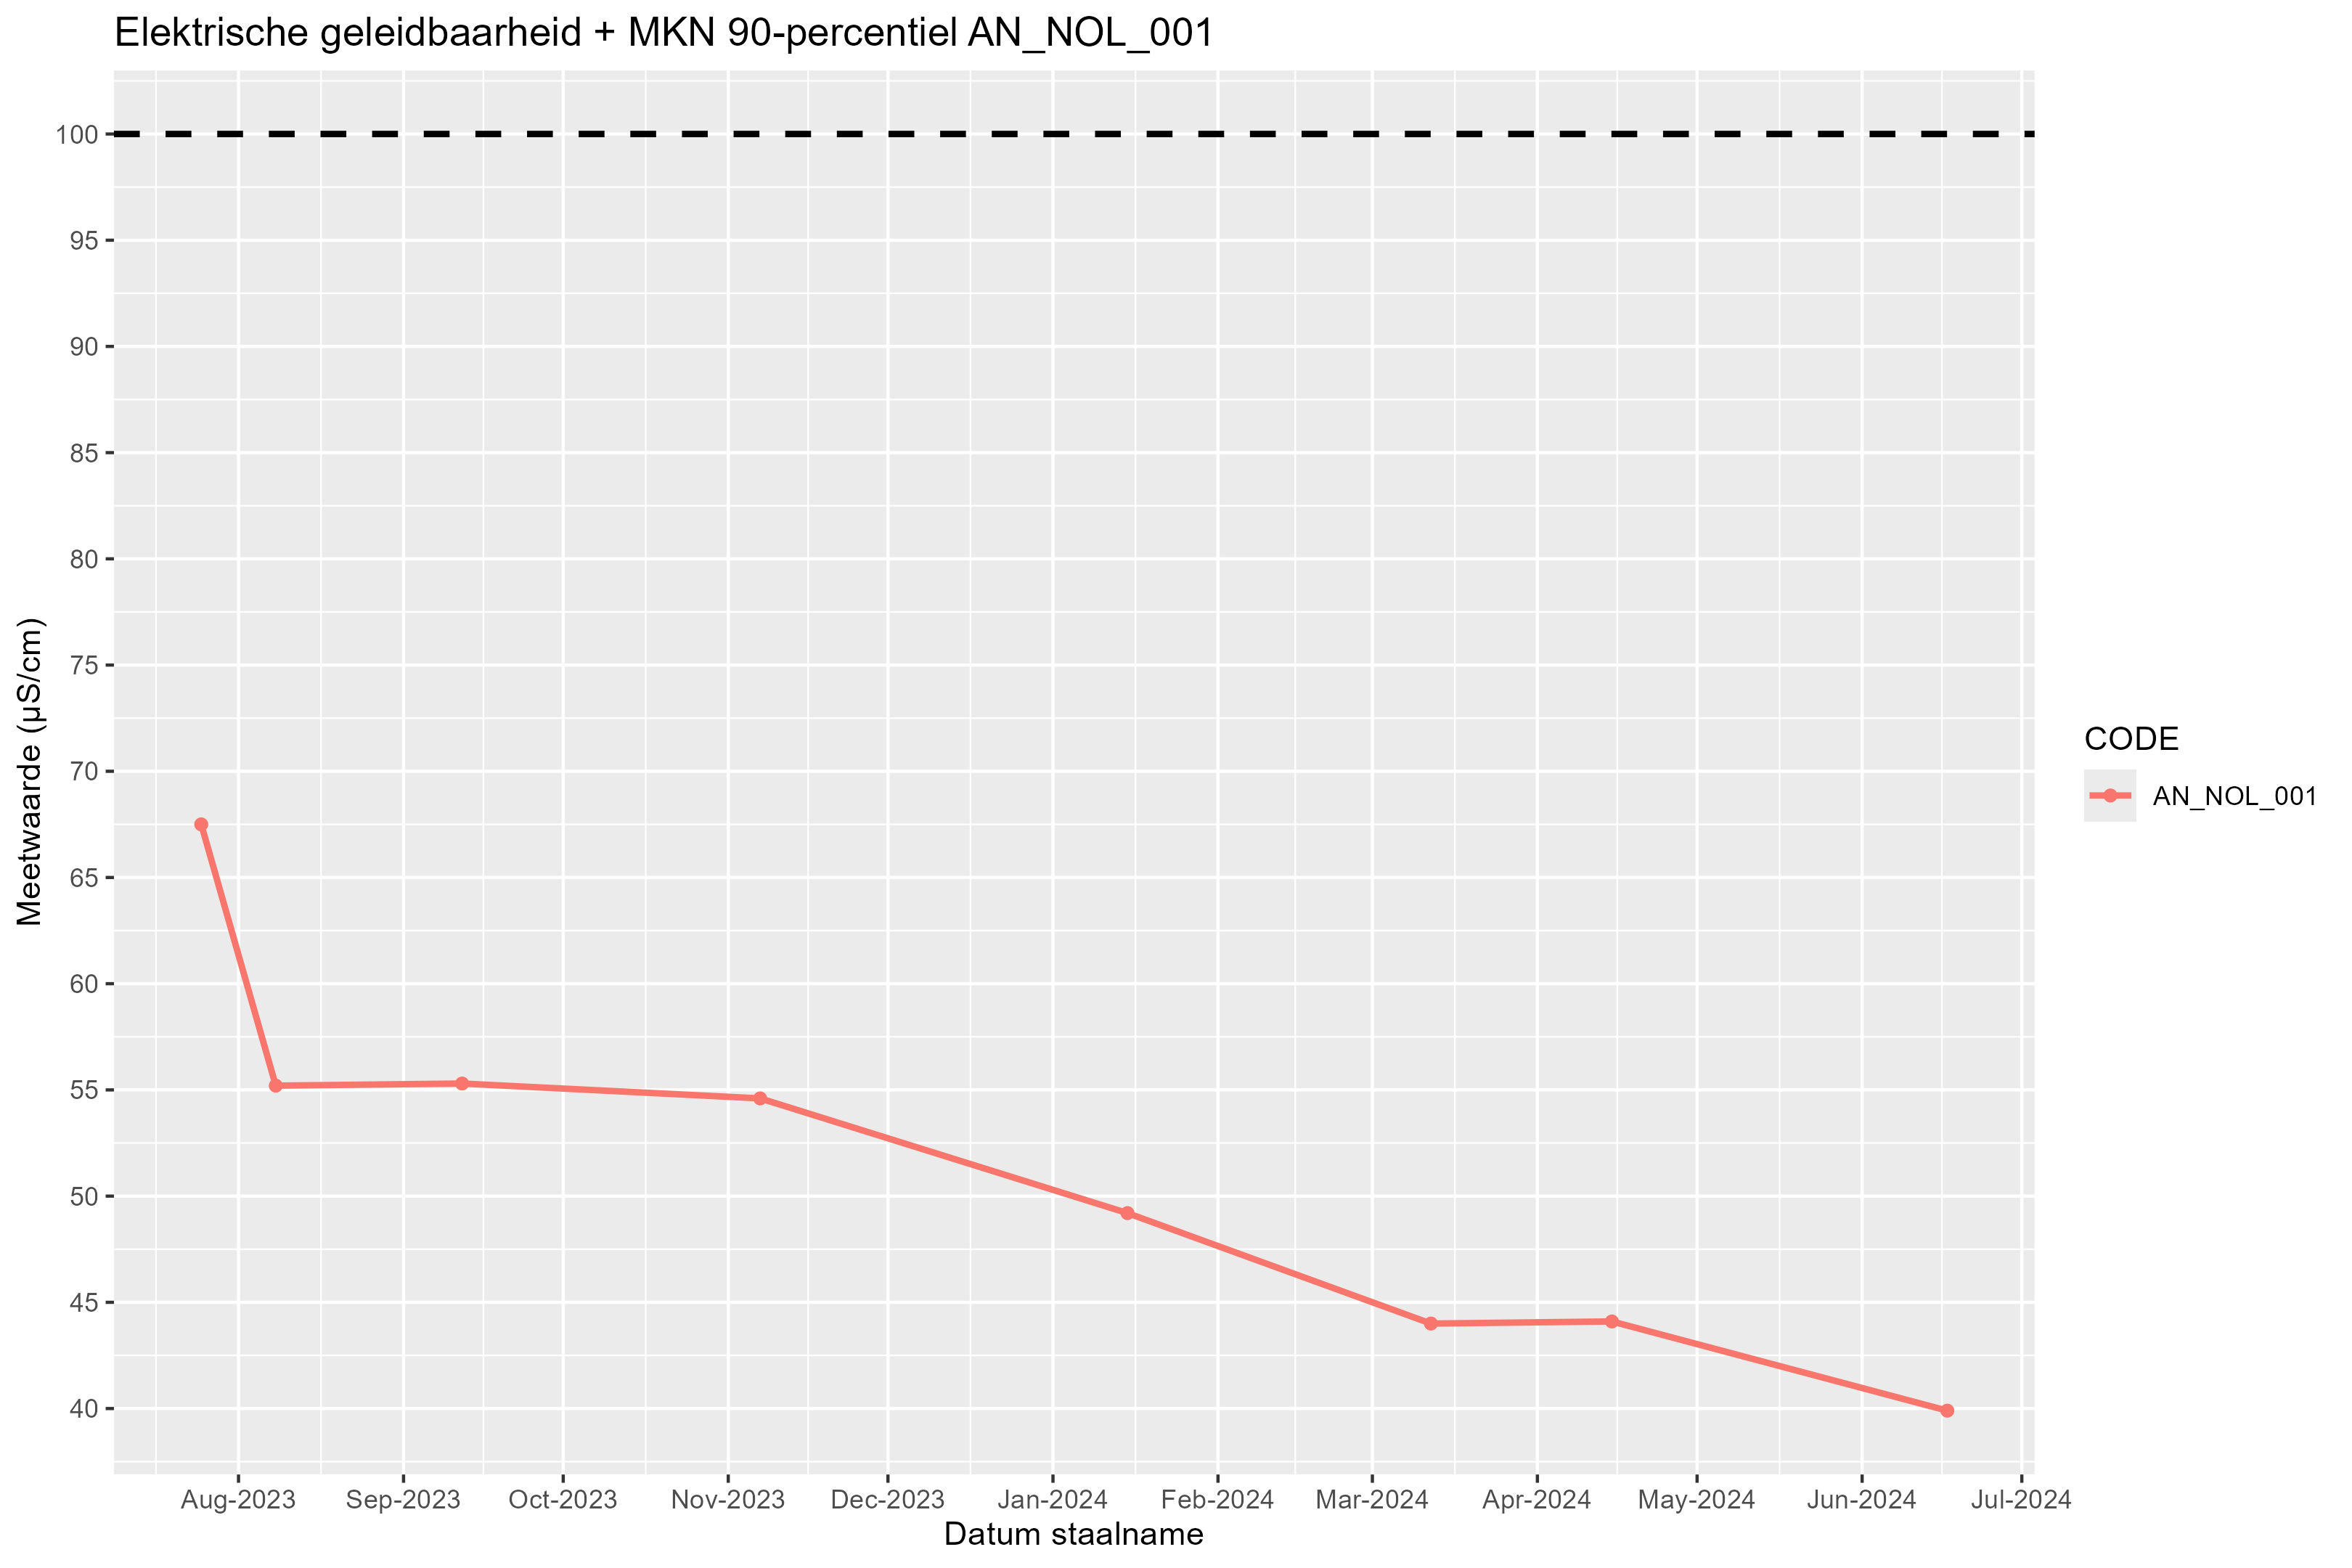 Elektrische geleidbaarheid + MKN 90-percentiel AN_NOL_001
100
95
90
85
80
75
70
65
60
55
50
45
40
Meetwaarde (µS/cm)
Aug-2023 Sep-2023 Oct-2023 Nov-2023 Dec-2023 Jan-2024 Feb-2024 Mar-2024 Apr-2024 May-2024 Jun-2024 Jul-2024
Datum staalname
CODE
AN_NOL_001